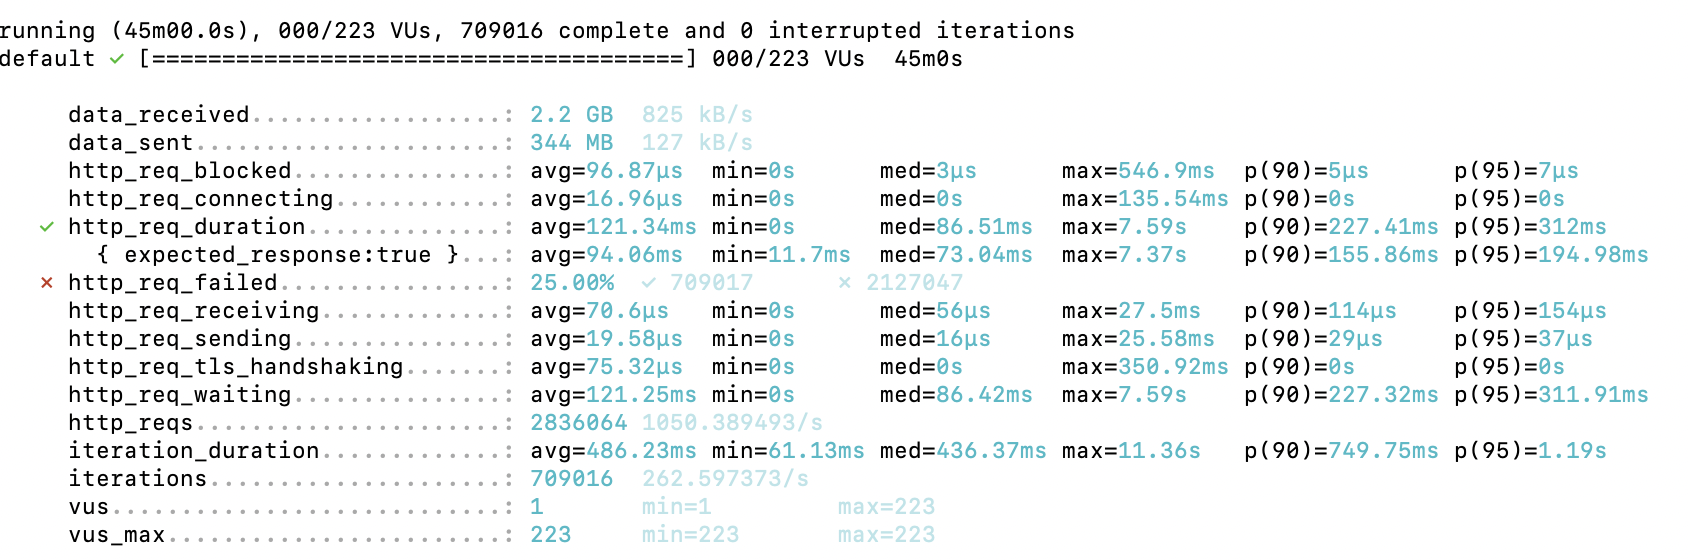 running (45m00.0s), 000/223 VUs, 709016 complete and 0 interrupted iterations
default ✓ [======================================] 000/223 VUs  45m0s
data_received..................: 2.2 GB  825 kB/s
data_sent......................: 344 MB  127 kB/s
http_req_blocked...............: avg=96.87µs  min=0s      med=3µs      max=546.9ms  p(90)=5µs      p(95)=7µs
http_req_connecting............: avg=16.96µs  min=0s      med=0s       max=135.54ms p(90)=0s       p(95)=0s
✓ http_req_duration..............: avg=121.34ms min=0s      med=86.51ms  max=7.59s    p(90)=227.41ms p(95)=312ms
{ expected_response:true }...: avg=94.06ms  min=11.7ms  med=73.04ms  max=7.37s    p(90)=155.86ms p(95)=194.98ms
✗ http_req_failed................: 25.00%  ✓ 709017      ✗ 2127047
http_req_receiving.............: avg=70.6µs   min=0s      med=56µs     max=27.5ms   p(90)=114µs    p(95)=154µs
http_req_sending...............: avg=19.58µs  min=0s      med=16µs     max=25.58ms  p(90)=29µs     p(95)=37µs
http_req_tls_handshaking.......: avg=75.32µs  min=0s      med=0s       max=350.92ms p(90)=0s       p(95)=0s
http_req_waiting...............: avg=121.25ms min=0s      med=86.42ms  max=7.59s    p(90)=227.32ms p(95)=311.91ms
http_reqs......................: 2836064 1050.389493/s
iteration_duration.............: avg=486.23ms min=61.13ms med=436.37ms max=11.36s   p(90)=749.75ms p(95)=1.19s
iterations.....................: 709016  262.597373/s
vus............................: 1       min=1         max=223
vus_max........................: 223     min=223       max=223